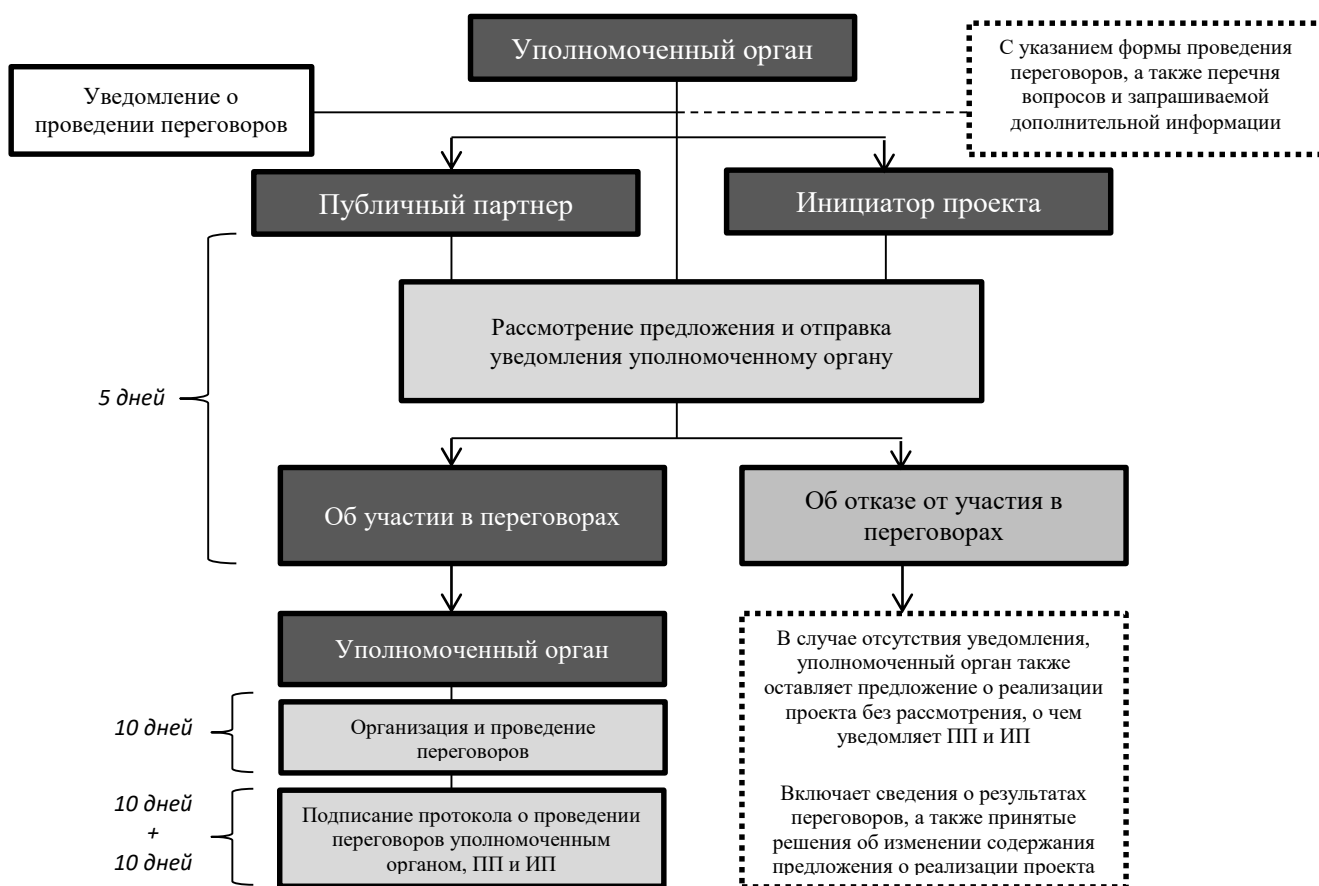 Уполномоченный орган
С указанием формы проведения
переговоров, а также перечня
вопросов и запрашиваемой
дополнительной информации
Уведомление о
проведении переговоров
Публичный партнер
Инициатор проекта
Рассмотрение предложения и отправка
уведомления уполномоченному органу
5 дней
Об участии в переговорах
Об отказе от участия в
переговорах
Уполномоченный орган
В случае отсутствия уведомления,
уполномоченный орган также
оставляет предложение о реализации
проекта без рассмотрения, о чем
уведомляет ПП и ИП
10 дней
Организация и проведение
переговоров
10 дней
+
10 дней
Подписание протокола о проведении
переговоров уполномоченным
органом, ПП и ИП
Включает сведения о результатах
переговоров, а также принятые
решения об изменении содержания
предложения о реализации проекта